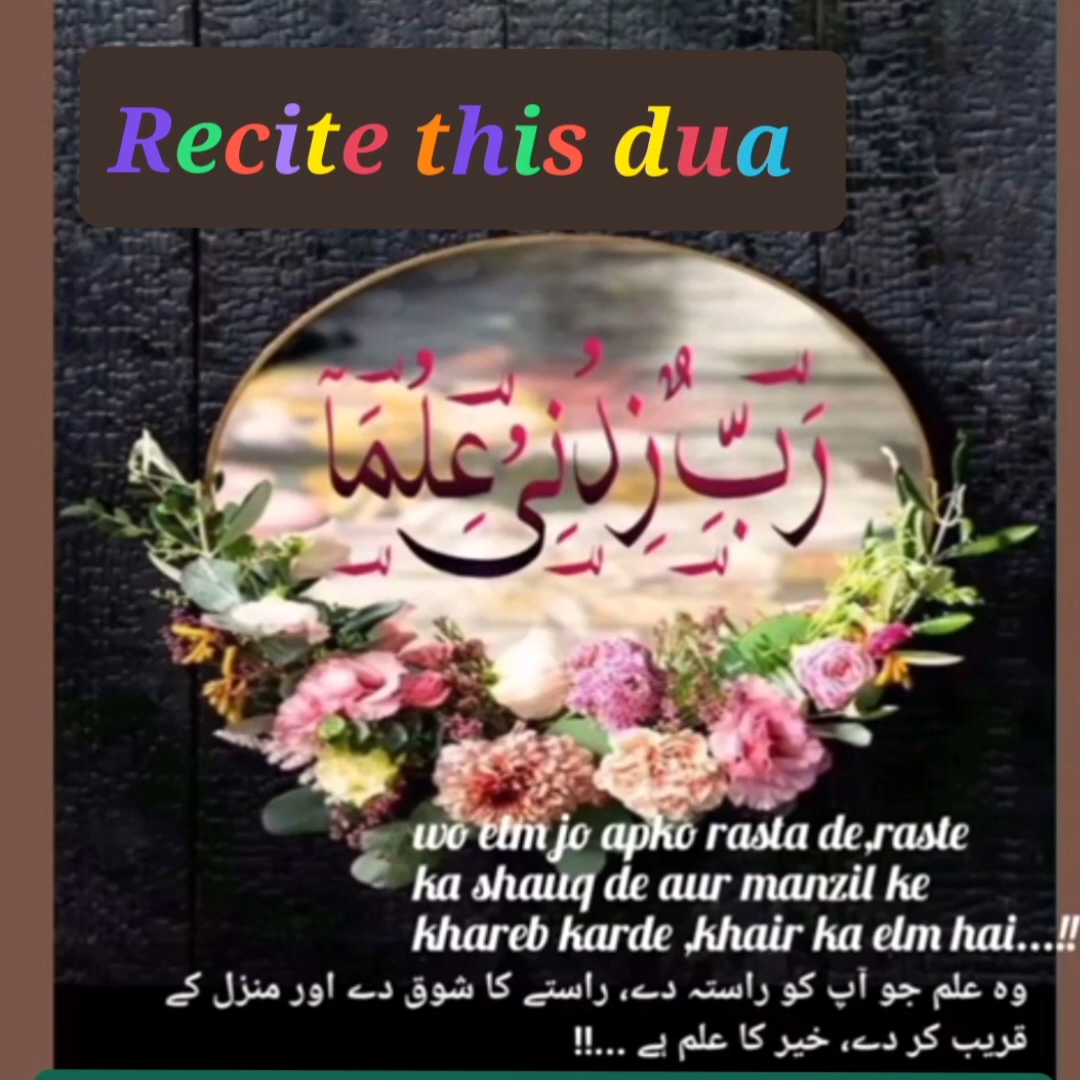 Recite this dua
رَبِّ زِدْنِيْ عِلْمًا
wo elm jo apko rasta de,raste
ka shauq de aur manzil ke
khareb karde ,khair ka elm hai...!!
وہ علم جو آپ کو راستہ دے، راستے کا شوق دے اور منزل کے
قریب کر دے، خیر کا علم ہے ...!!